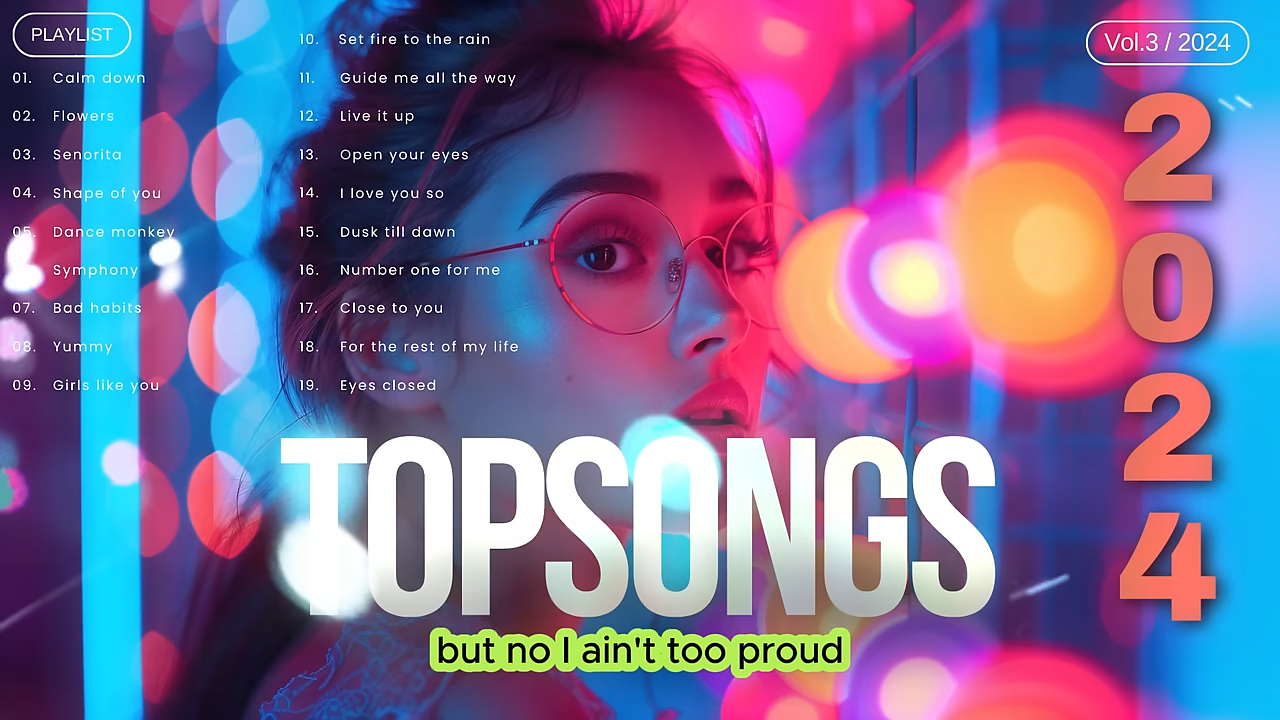 PLAYLIST
01. Calm down
02. Flowers
03. Senorita
04. Shape of you
05. Dance monkey
Symphony
07. Bad habits
08. Yummy
09. Girls like you
10. Set fire to the rain
11. Guide me all the way
12. Live it up
13. Open your eyes
14. I love you so
15. Dusk till dawn
16. Number one for me
17. Close to you
18. For the rest of my life
19. Eyes closed
Vol.3 / 2024
2024
TOPSONGS
but no I ain't too proud